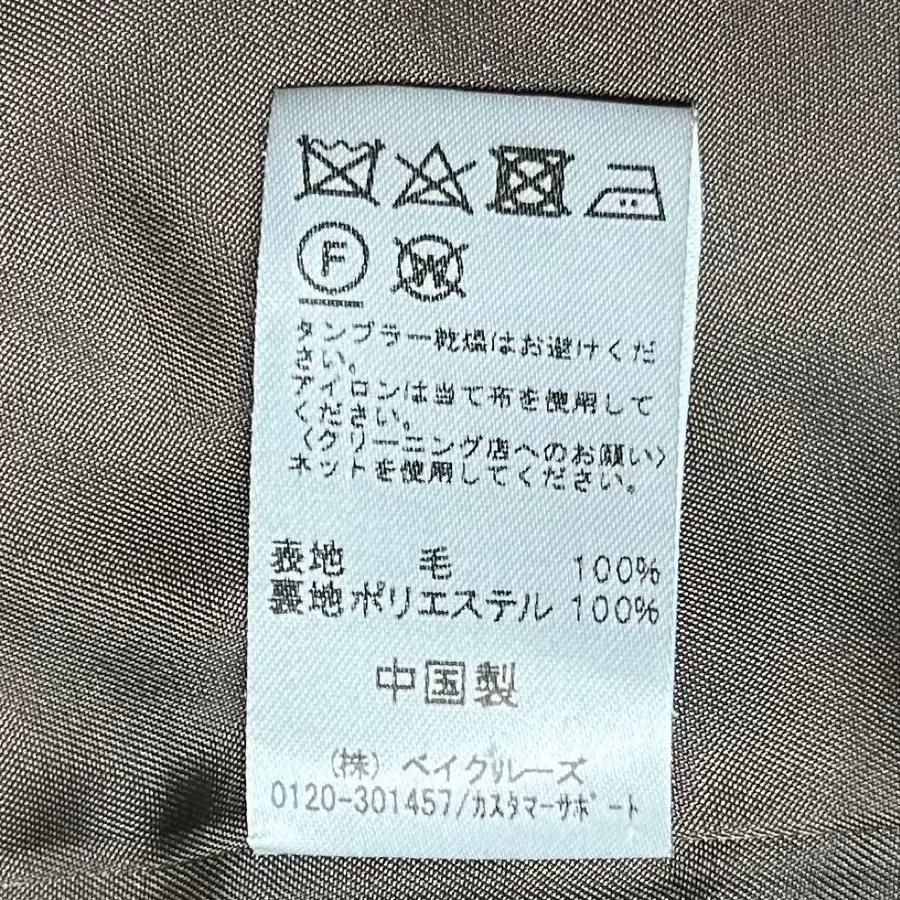 F
W
タンブラー乾燥はお避けくだ
さい。
アイロンは当て布を使用して
ください。
〈クリーニング店へのお願い〉
ネットを使用してください。
表地 毛 100%
裏地ポリエステル 100%
中国製
(株) ベイクルーズ
0120-301457/カスタマーサポート